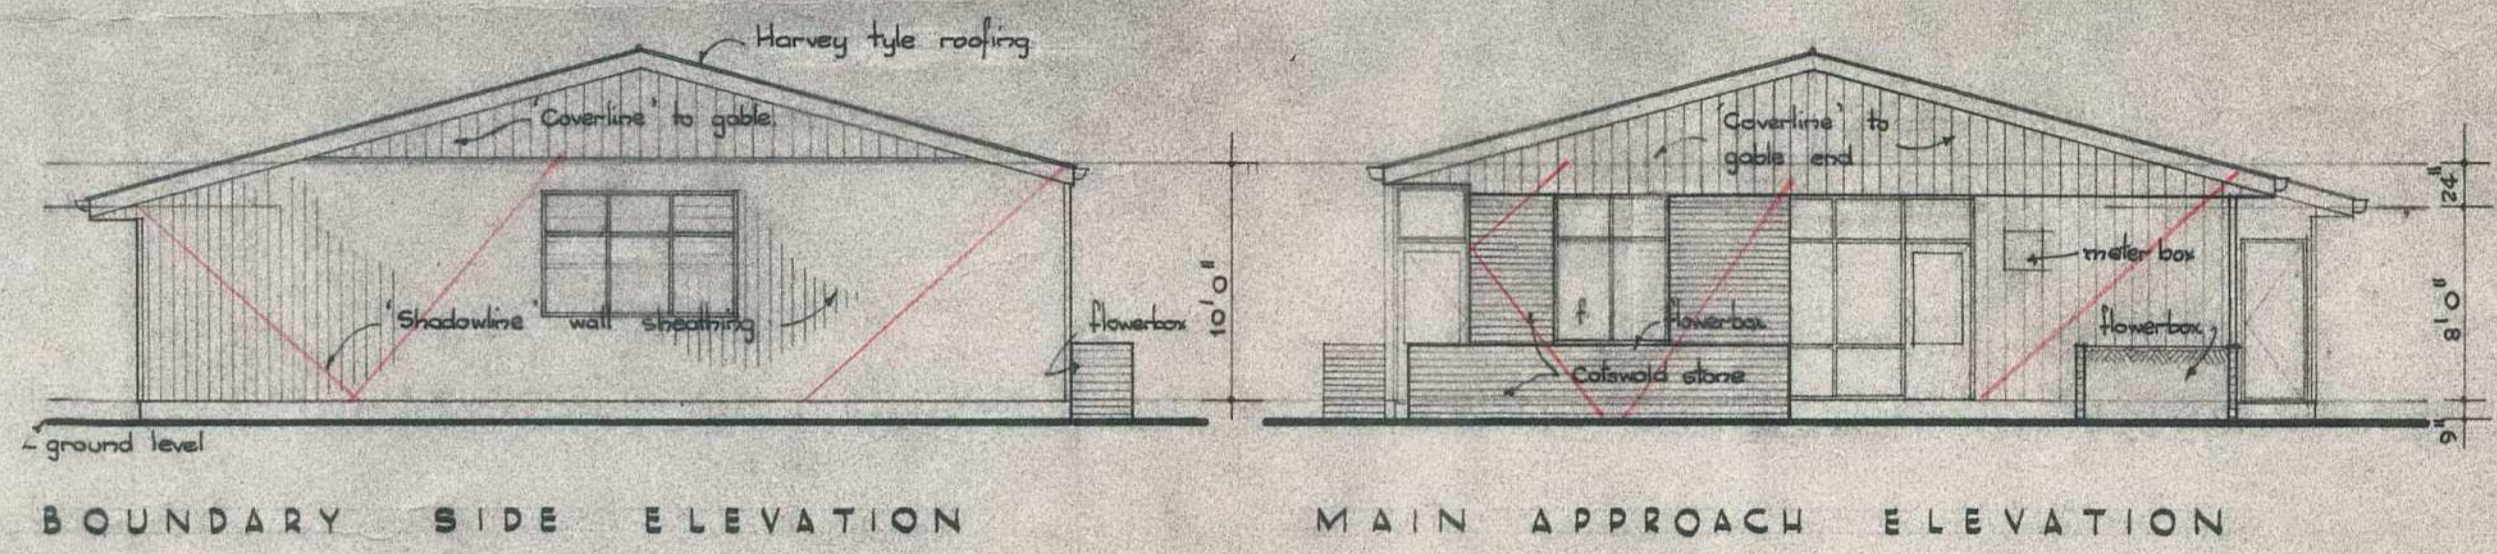 Harvey tyle roofing
'Coverline' to gable.
'Shadowline' wall sheathing
flowerbox
ground level
10'0"
BOUNDARY SIDE ELEVATION
'Coverline' to
gable end
meter box
f.
flowerbox
flowerbox
Cotswold stone
24"
8'0"
6"
MAIN APPROACH ELEVATION